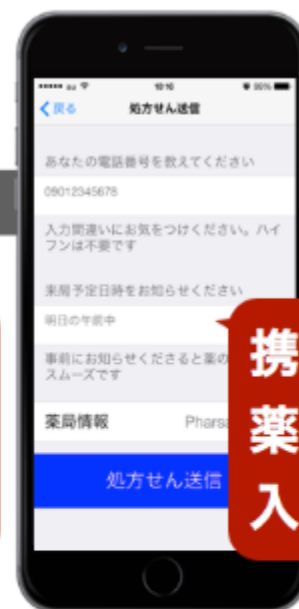 au
10:16
99%
戻る
処方せん送信
あなたの電話番号を教えてください
09012345678
入力間違いにお気をつけください。ハイ
フンは不要です
来局予定日時をお知らせください
明日の午前中
事前にお知らせくださると薬の
スムーズです
薬局情報
Pharsa
処方せん送信
携
薬
入